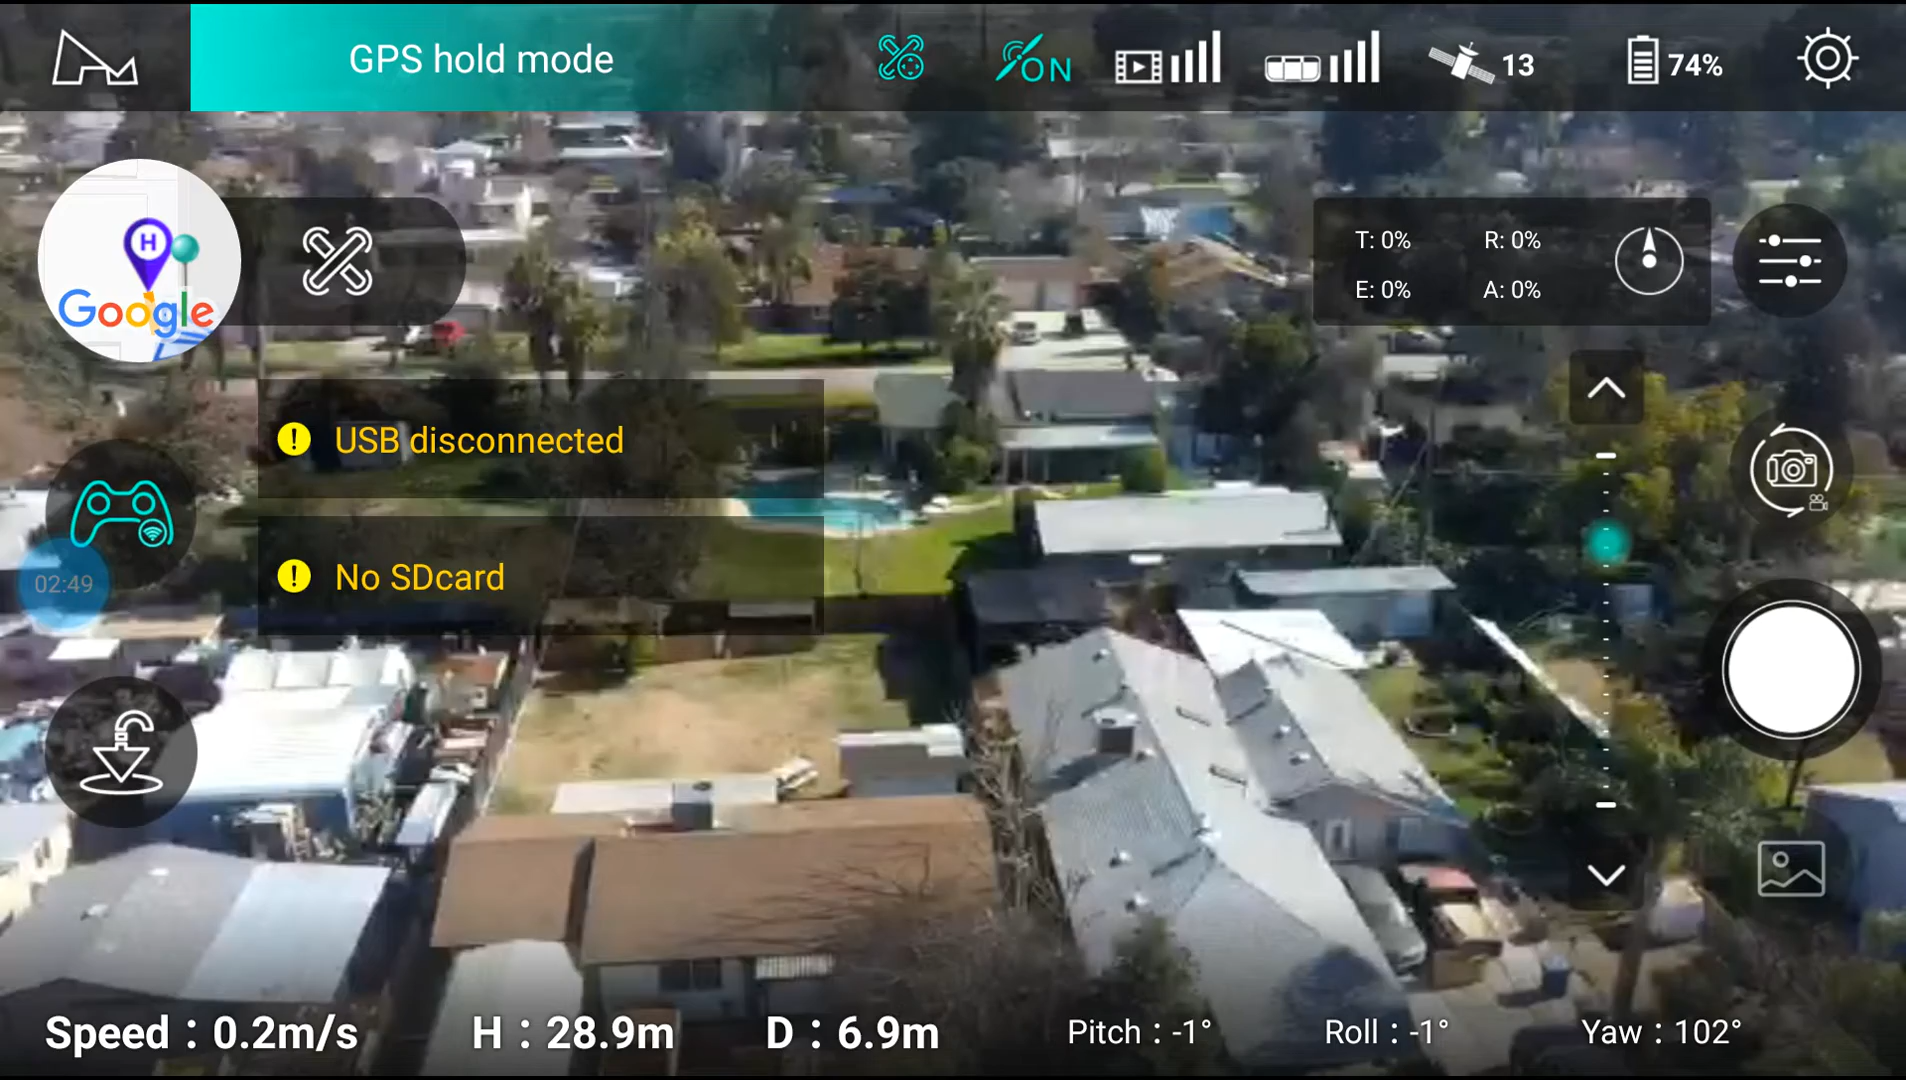 GPS hold mode
ON
13
74%
H
Google
T: 0%
R: 0%
E: 0%
A: 0%
USB disconnected
No SDcard
02:49
Speed : 0.2m/s
H : 28.9m
D : 6.9m
Pitch : -1°
Roll : -1°
Yaw : 102°